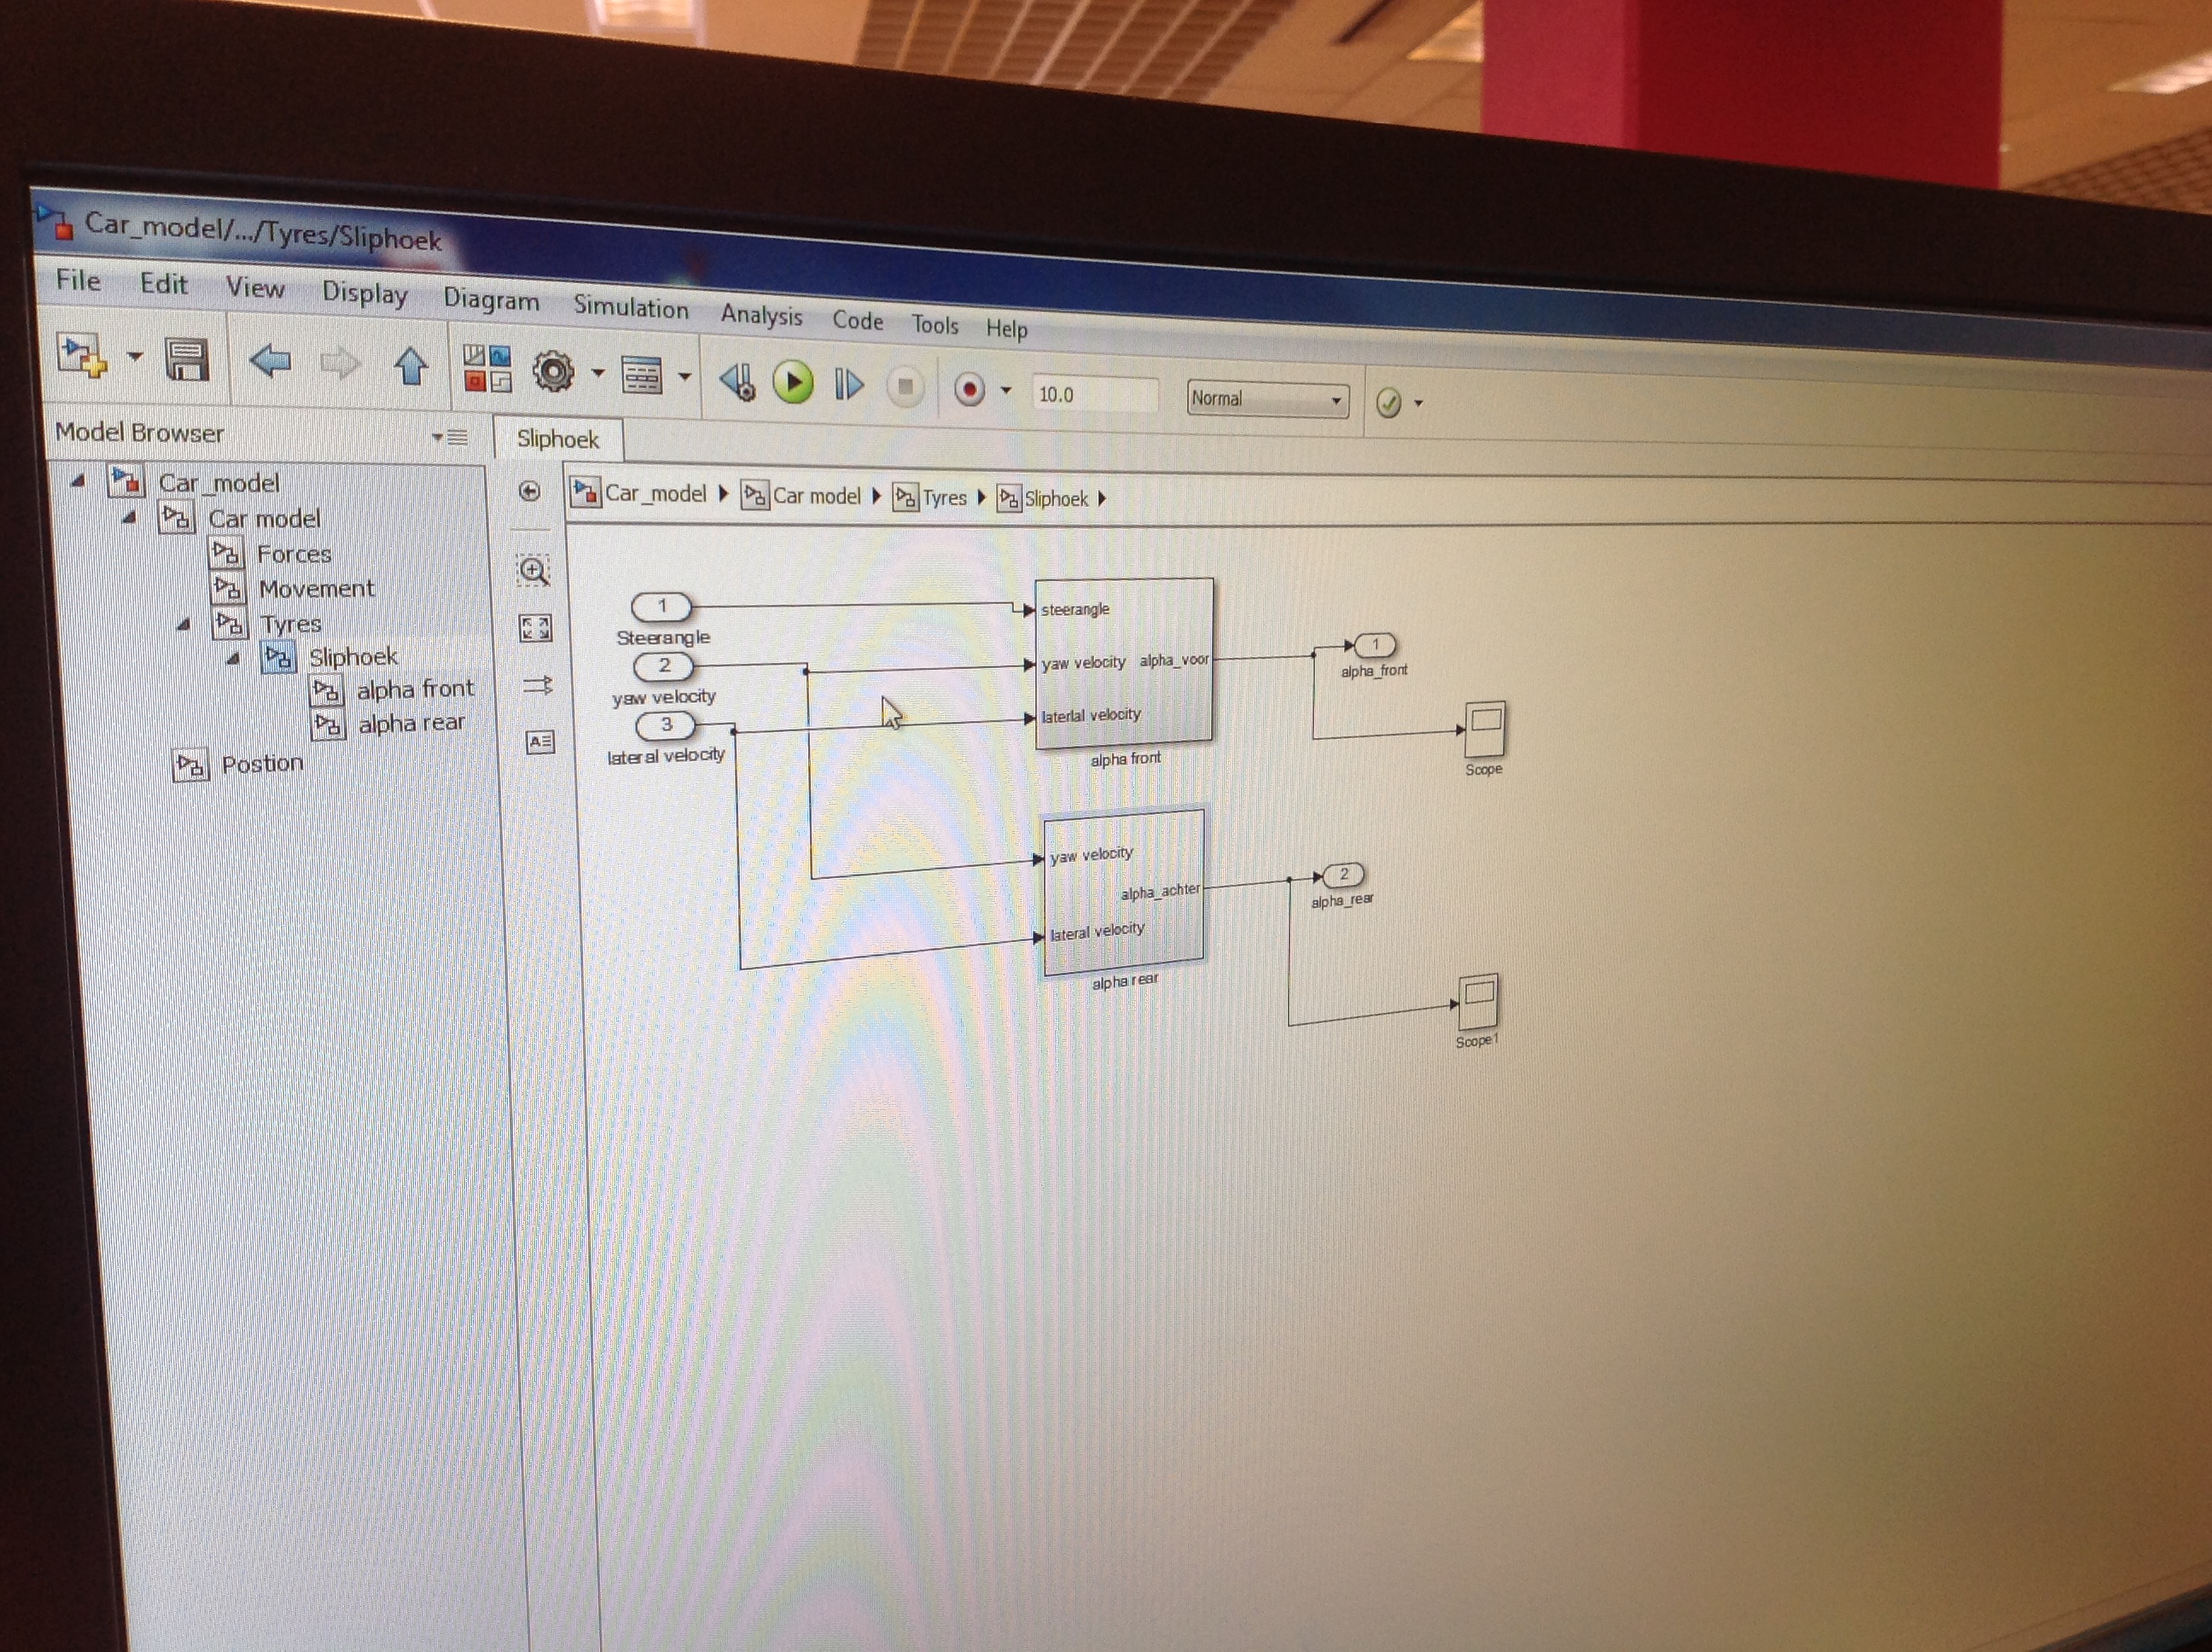 Car_model/.../Tyres/Sliphoek
File Edit View Display Diagram Simulation Analysis Code Tools Help
10.0 Normal
Model Browser
Sliphoek
Car_model
Car model
Forces
Movement
Tyres
Sliphoek
alpha front
alpha rear
Postion
Car_model Car model Tyres Sliphoek
1
Steerangle
2
yaw velocity
3
lateral velocity
steerangle
yaw velocity alpha_voor
laterlal velocity
alpha front
1
alpha_front
Scope
yaw velocity
alpha_achter
lateral velocity
alpha rear
2
alpha_rear
Scope1